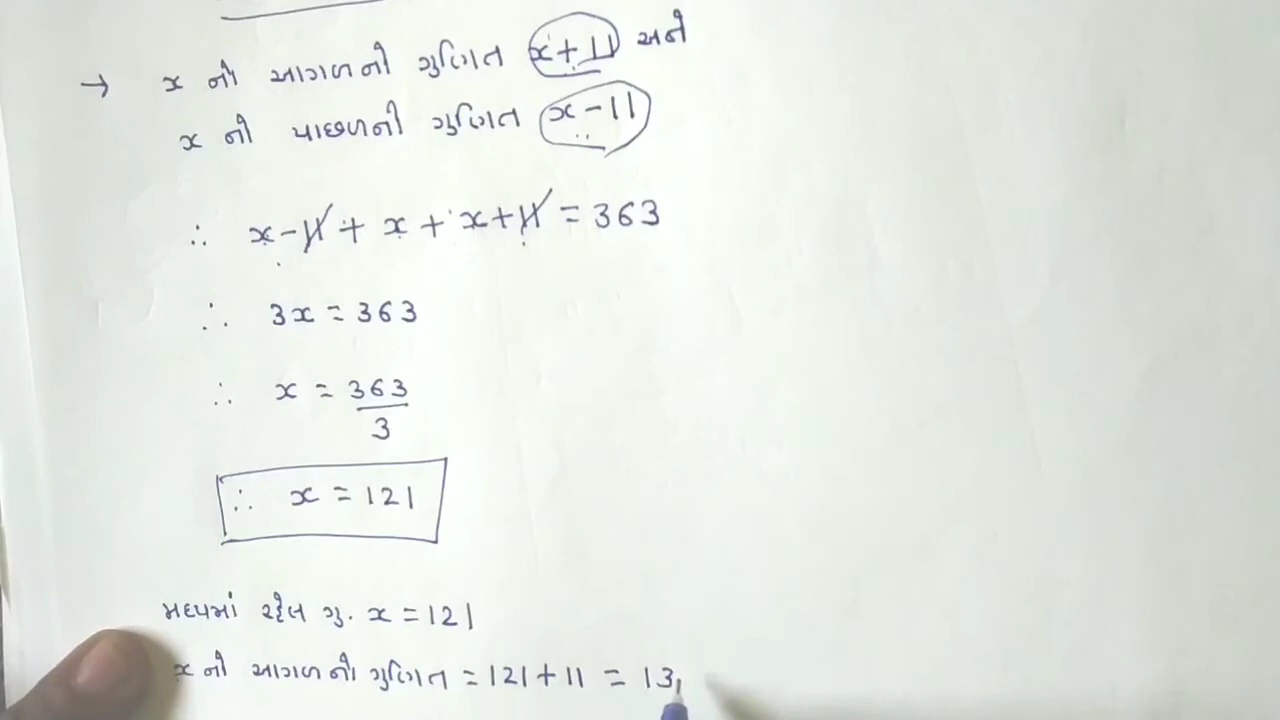 → x નો આગળનો ગુણિત x + 11 અને
x નો પાછળનો ગુણિત x - 11
∴ x - 11 + x + x + 11 = 363
∴ 3x = 363
∴ x = 363/3
∴ x = 121
મધ્યમાં રહેલ ગુ. x = 121
x નો આગળનો ગુણિત = 121 + 11 = 13